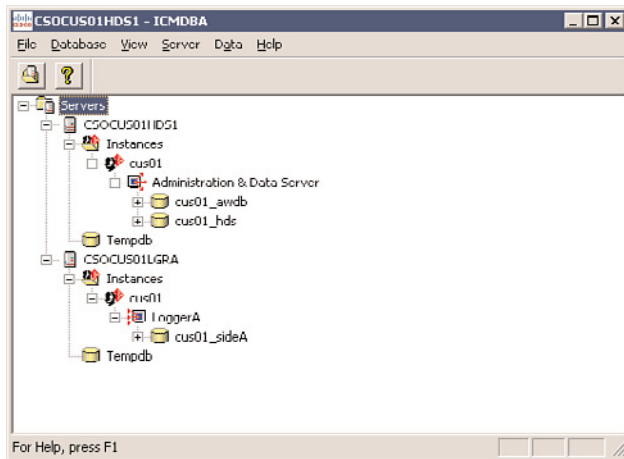 CSOCUS01HDS1 - ICMDBA
File Database View Server Data Help
Servers
CSOCUS01HDS1
Instances
cus01
Administration & Data Server
cus01_awdb
cus01_hds
Tempdb
CSOCUS01LGRA
Instances
cus01
LoggerA
cus01_sideA
Tempdb
For Help, press F1